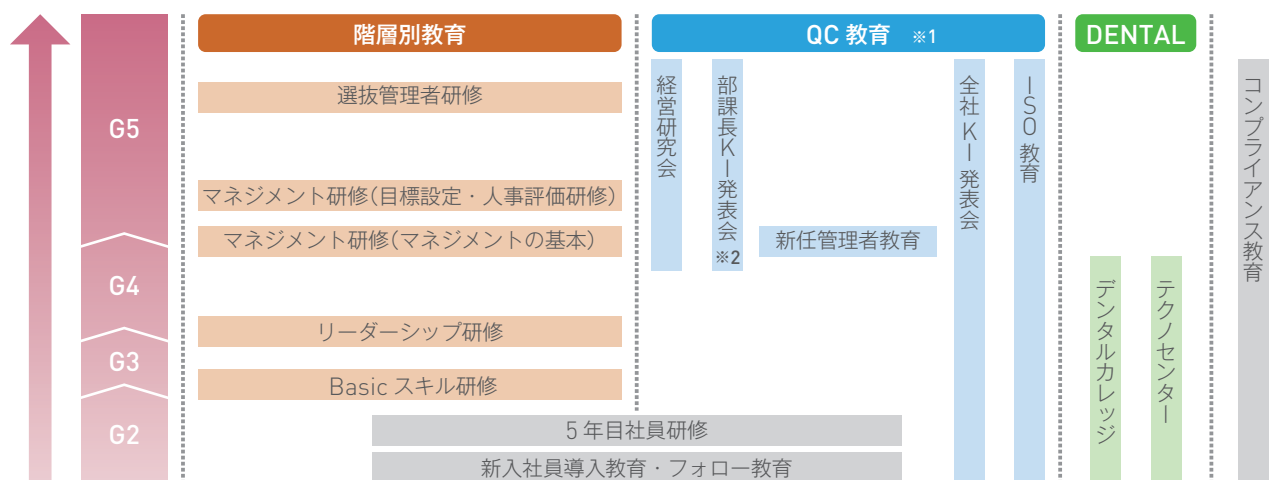 階層別教育
QC 教育 ※1
DENTAL
G5
G4
G3
G2
選抜管理者研修
マネジメント研修(目標設定・人事評価研修)
マネジメント研修(マネジメントの基本)
リーダーシップ研修
Basic スキル研修
5 年目社員研修
新入社員導入教育・フォロー教育
経営研究会
部課長KI発表会 ※2
新任管理者教育
全社 KI 発表会
ISO 教育
デンタルカレッジ
テクノセンター
コンプライアンス教育